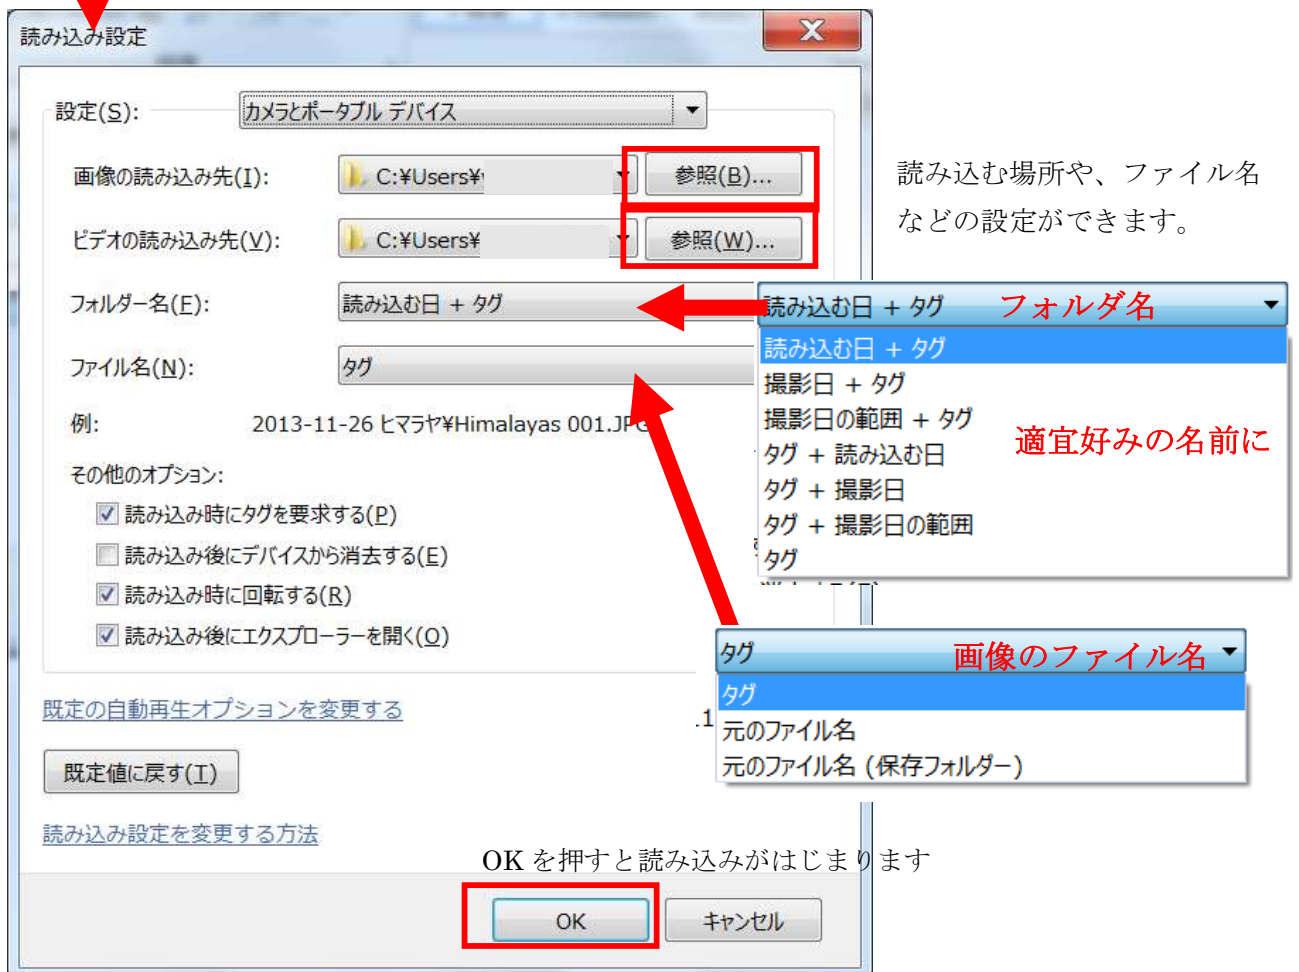 読み込み設定
設定(S):
カメラとポータブル デバイス
画像の読み込み先(I):
C:¥Users¥
参照(B)...
読み込む場所や、ファイル名
などの設定ができます。
ビデオの読み込み先(V):
C:¥Users¥
参照(W)...
フォルダー名(F):
読み込む日 + タグ
読み込む日 + タグ
フォルダ名
読み込む日 + タグ
撮影日 + タグ
撮影日の範囲 + タグ
タグ + 読み込む日
タグ + 撮影日
タグ + 撮影日の範囲
タグ
適宜好みの名前に
ファイル名(N):
タグ
例:
2013-11-26 ヒマラヤ¥Himalayas 001.JPG
その他のオプション:
読み込み時にタグを要求する(P)
読み込み後にデバイスから消去する(E)
読み込み時に回転する(R)
読み込み後にエクスプローラーを開く(O)
タグ
画像のファイル名
タグ
元のファイル名
元のファイル名 (保存フォルダー)
既定の自動再生オプションを変更する
既定値に戻す(T)
読み込み設定を変更する方法
OK を押すと読み込みがはじまります
OK
キャンセル